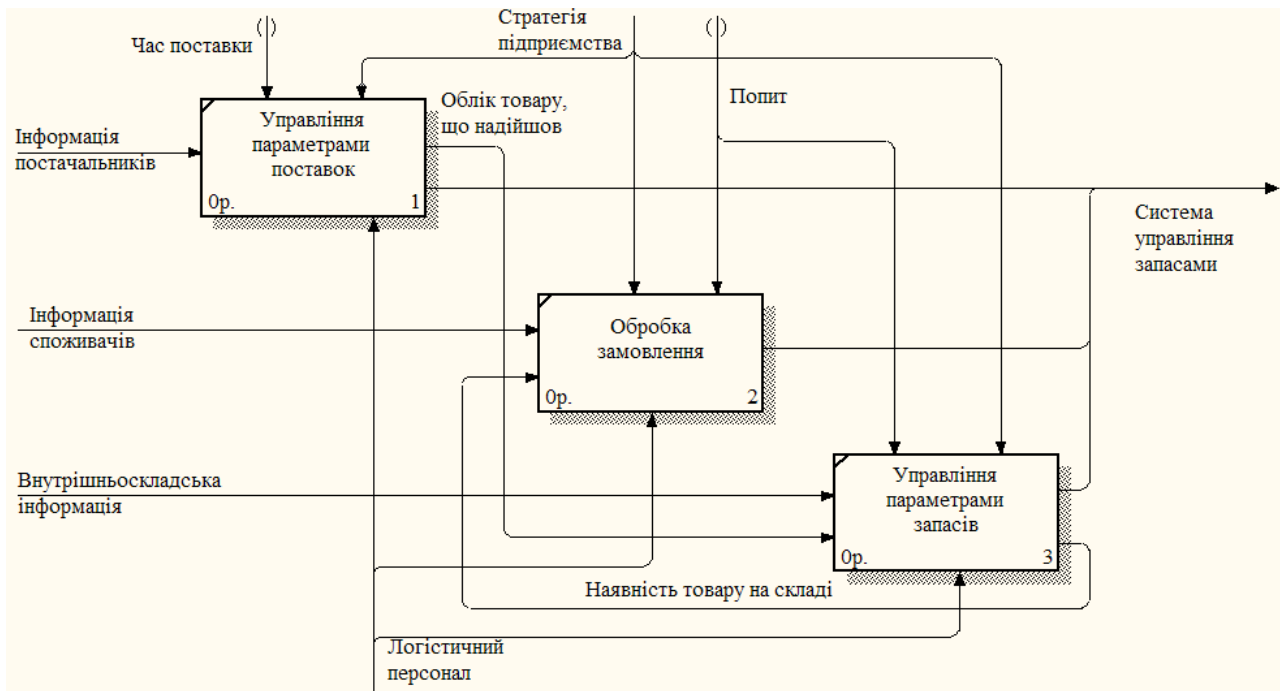 ( )
Час поставки
Стратегія
підприємства
( )
Попит
Облік товару,
що надійшов
Інформація
постачальників
Управління
параметрами
поставок
0р. 1
Система
управління
запасами
Інформація
споживачів
Обробка
замовлення
0р. 2
Внутрішньоскладська
інформація
Управління
параметрами
запасів
0р. 3
Наявність товару на складі
Логістичний
персонал